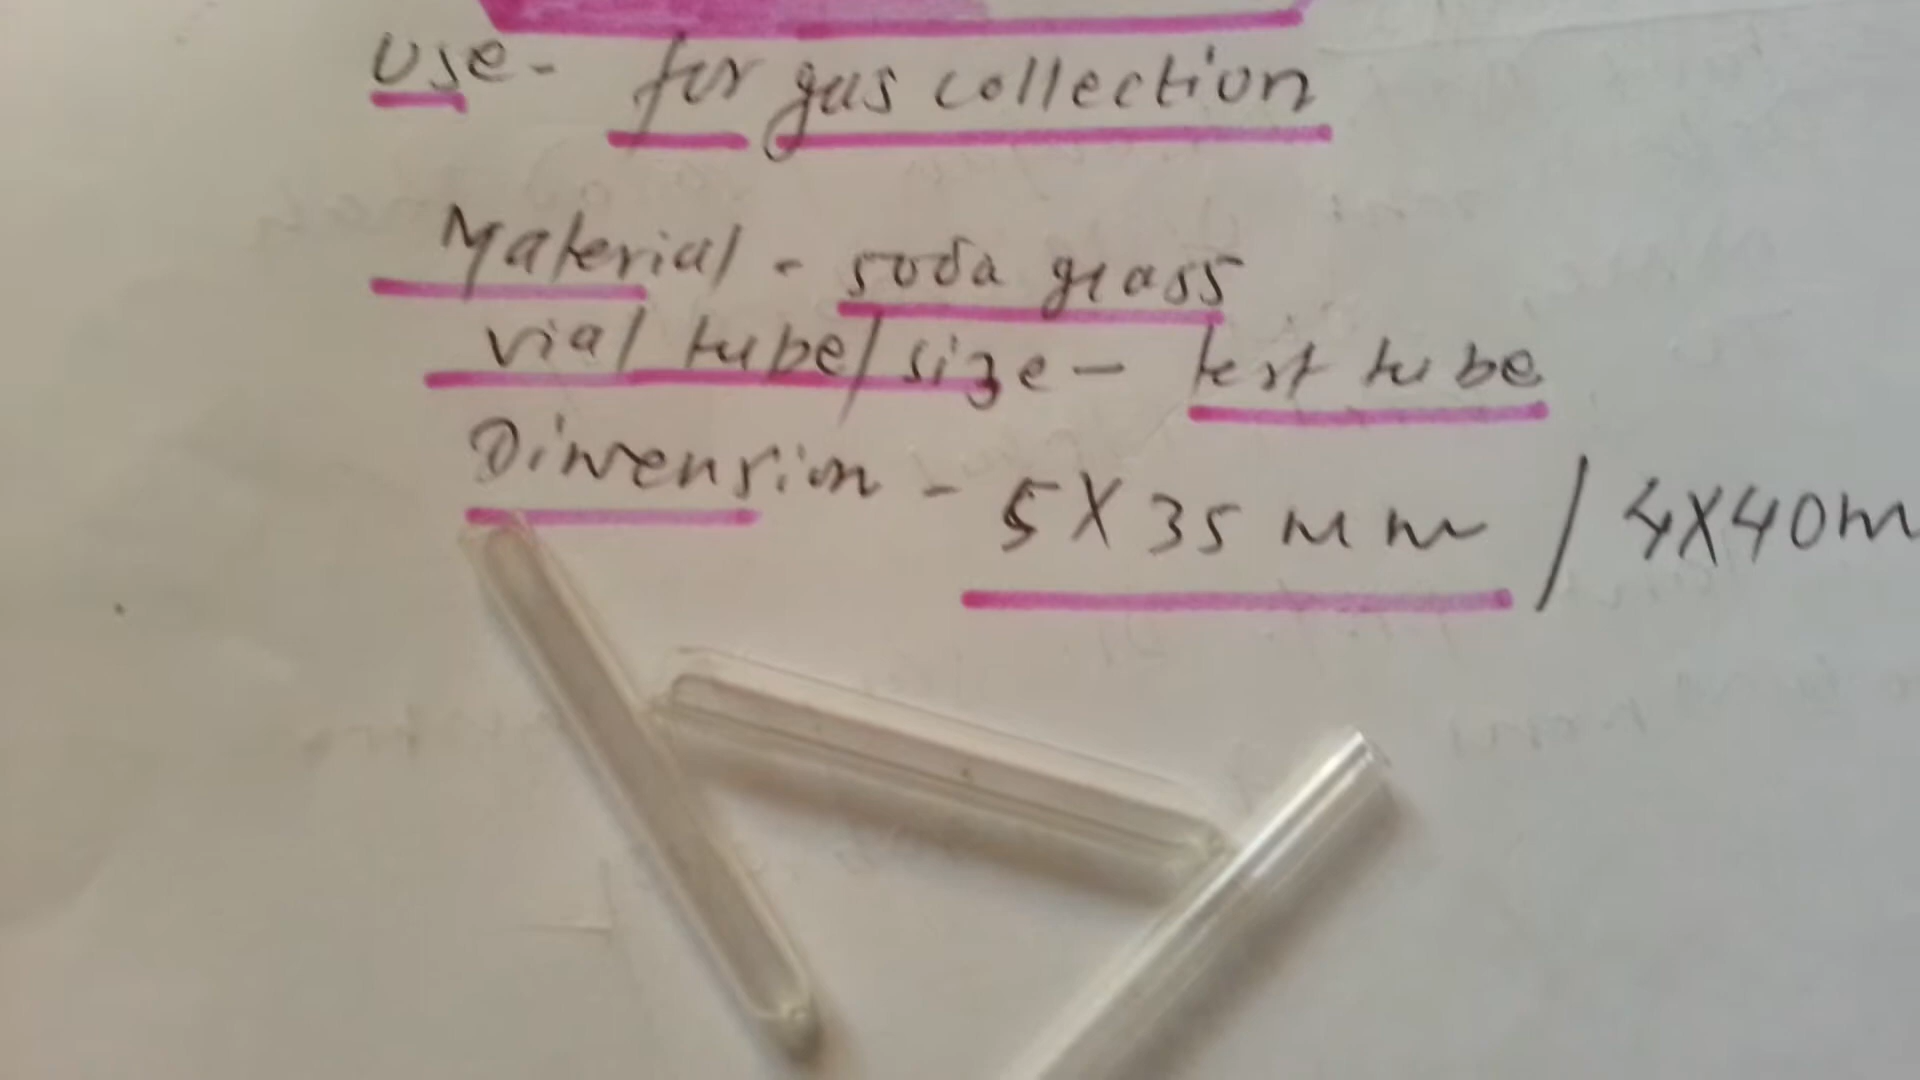 Use - for gas collection
Material - soda glass
vial tube/size - test tube
Dimension - 5X35 mm / 4X40m